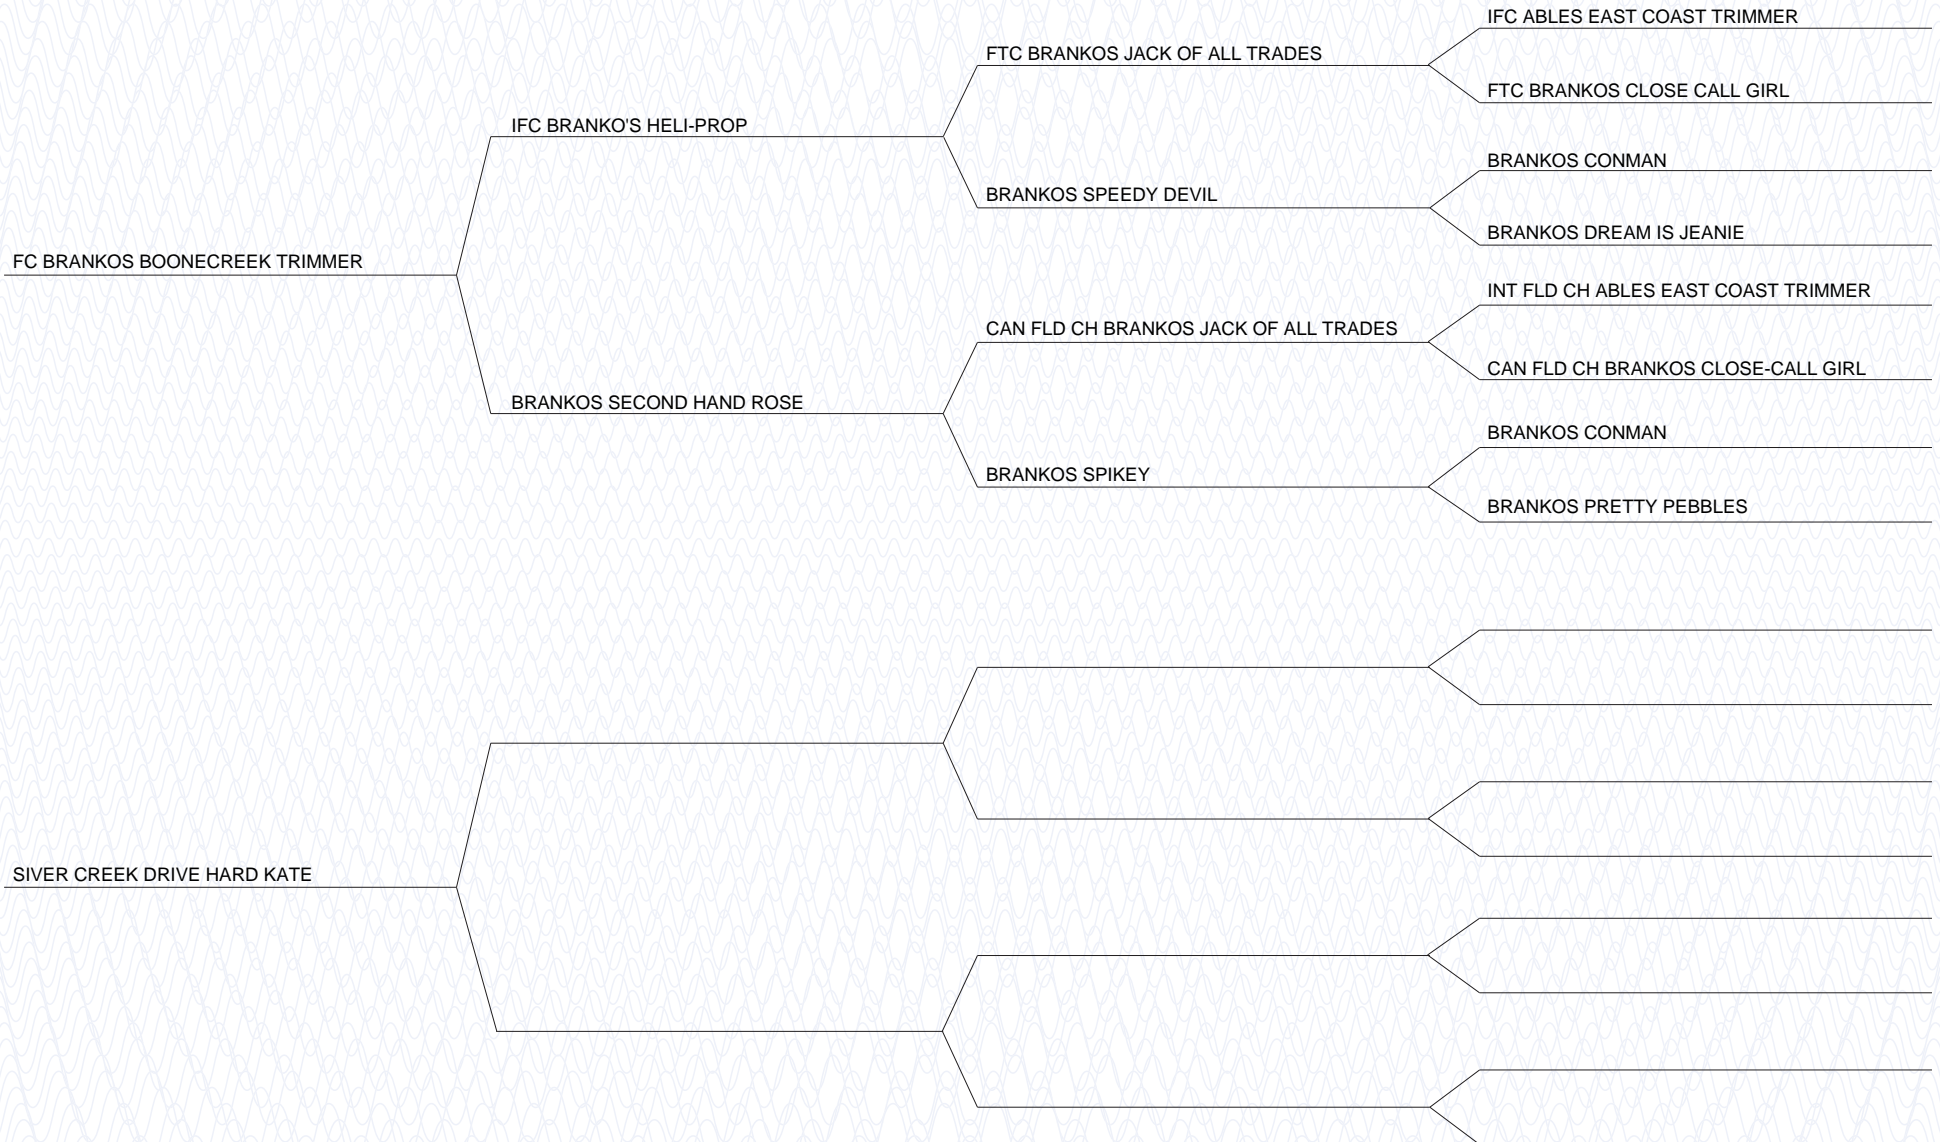 IFC ABLES EAST COAST TRIMMER
FTC BRANKOS JACK OF ALL TRADES
FTC BRANKOS CLOSE CALL GIRL
IFC BRANKO'S HELI-PROP
BRANKOS CONMAN
BRANKOS SPEEDY DEVIL
BRANKOS DREAM IS JEANIE
FC BRANKOS BOONECREEK TRIMMER
INT FLD CH ABLES EAST COAST TRIMMER
CAN FLD CH BRANKOS JACK OF ALL TRADES
CAN FLD CH BRANKOS CLOSE-CALL GIRL
BRANKOS SECOND HAND ROSE
BRANKOS CONMAN
BRANKOS SPIKEY
BRANKOS PRETTY PEBBLES
SIVER CREEK DRIVE HARD KATE